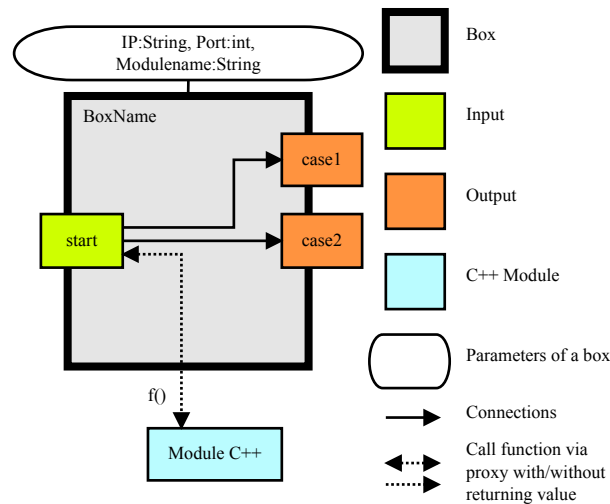 IP:String, Port:int,
Modulename:String
BoxName
case1
start
case2
f()
Module C++
Box
Input
Output
C++ Module
Parameters of a box
Connections
Call function via
proxy with/without
returning value